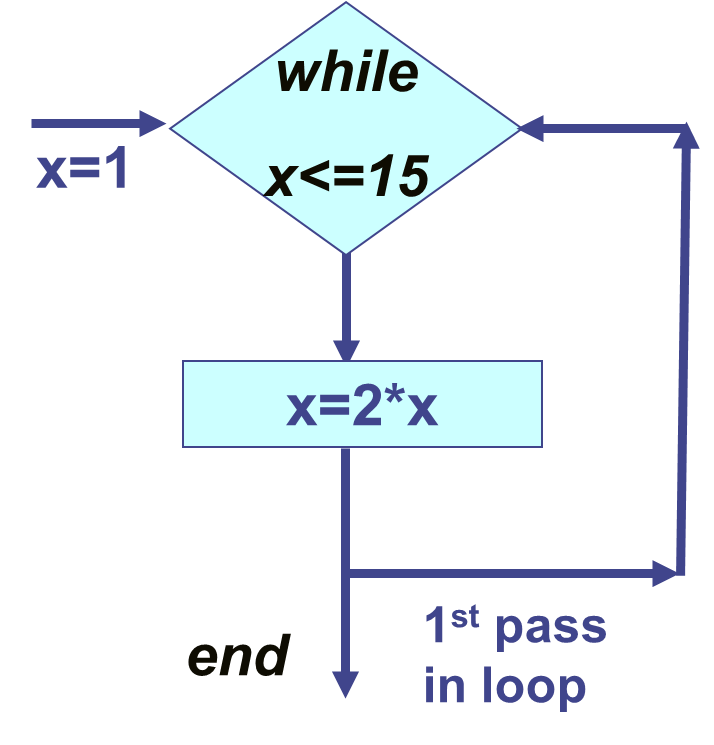 while
x=1
x<=15
x=2*x
1st pass
in loop
end